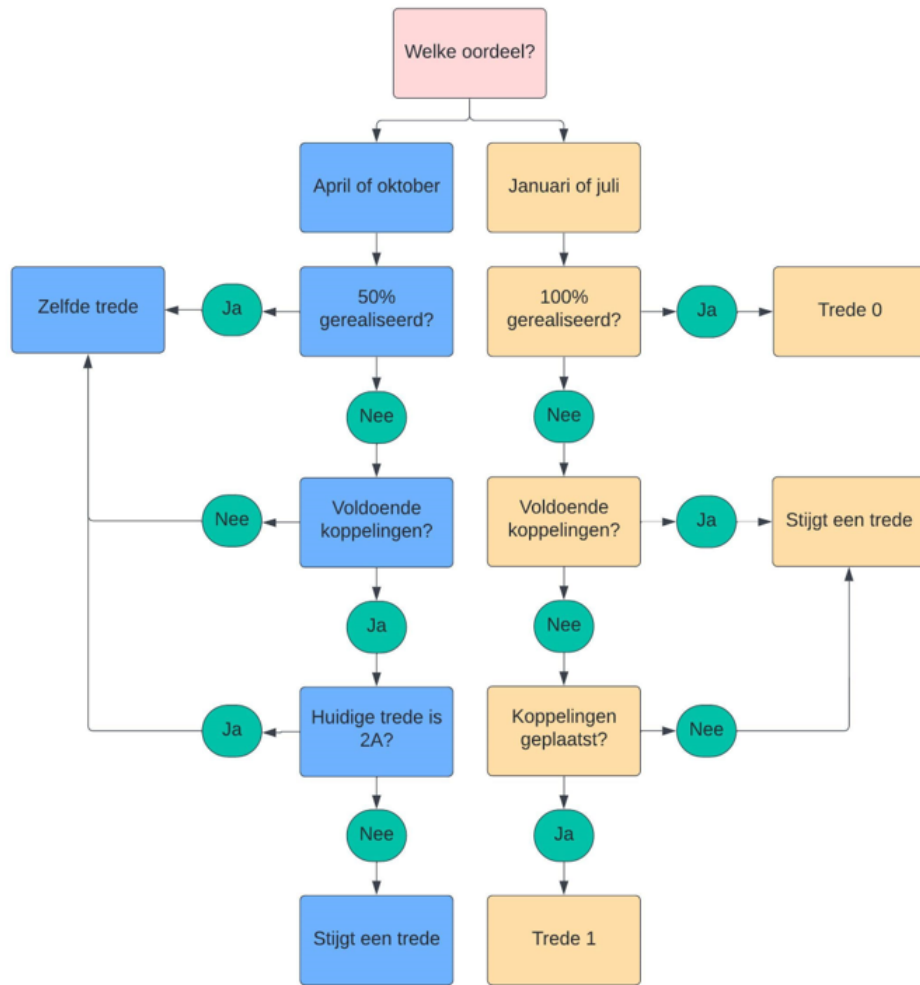 Welke oordeel?
April of oktober
Januari of juli
Zelfde trede
Ja
50%
gerealiseerd?
100%
gerealiseerd?
Ja
Trede 0
Nee
Nee
Nee
Voldoende
koppelingen?
Voldoende
koppelingen?
Ja
Stijgt een trede
Ja
Nee
Ja
Huidige trede is
2A?
Koppelingen
geplaatst?
Nee
Nee
Ja
Stijgt een trede
Trede 1